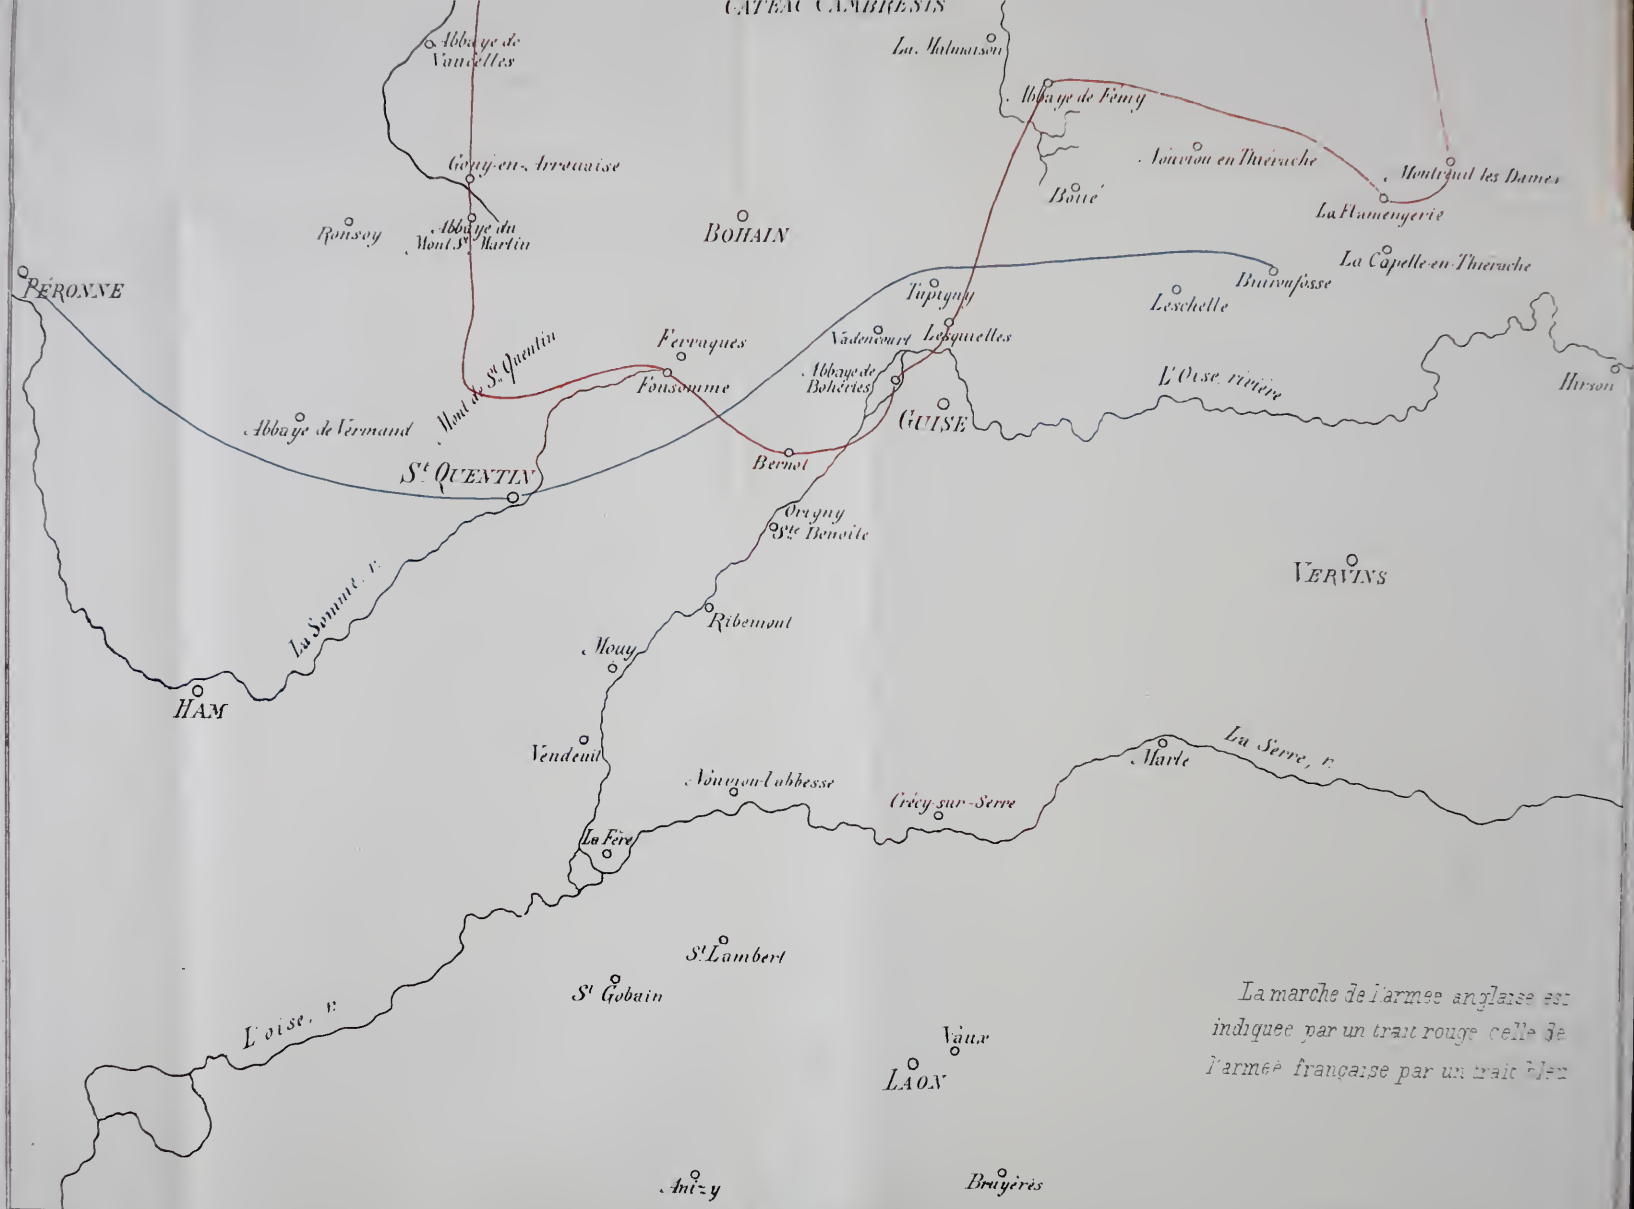 CATEAU CAMBRESIS
Abbaye de
Vaucelles
La Malmaison
Abbaye de Fémy
Gouy-en-Arrouaise
Nouvion en Thiérache
Montreuil les Dames
Boué
La Flamengerie
Ronsoy
Abbaye du
Mont St. Martin
BOHAIN
La Capelle-en-Thiérache
PÉRONNE
Tupigny
Buironfosse
Leschelle
Vadencourt
Lesquielles
Mont de St. Quentin
Ferraques
Fonsomme
Abbaye de
Bohéries
L'Oise, rivière
Hirson
Abbaye de Vermand
GUISE
St. QUENTIN
Bernot
Origny
Ste Benoite
VERVINS
La Somme, r.
Ribemont
Mouy
HAM
Vendeuil
La Serre, r.
Marle
Nouvion-l'abbesse
Crécy-sur-Serre
La Fère
St Lambert
St Gobain
L'oise, r.
Vaux
LAON
La marche de l'armée anglaise est
indiquée par un trait rouge celle de
l'armée française par un trait bleu
Anizy
Bruyères